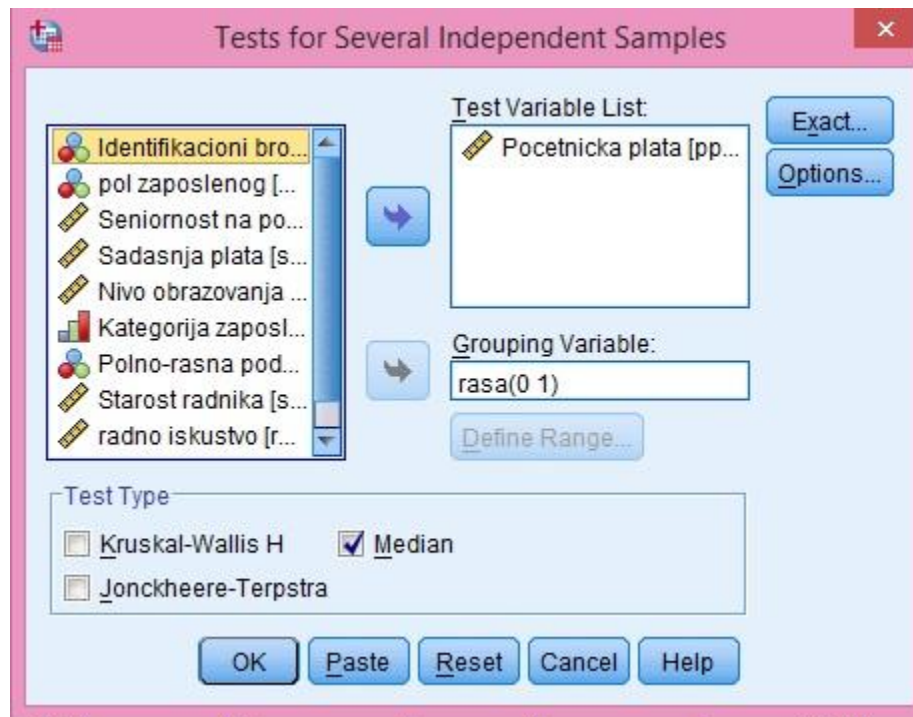 Tests for Several Independent Samples
Identifikacioni bro...
pol zaposlenog [...
Seniornost na po...
Sadasnja plata [s...
Nivo obrazovanja ...
Kategorija zaposl...
Polno-rasna pod...
Starost radnika [s...
radno iskustvo [r...
Test Variable List:
Pocetnicka plata [pp...
Exact...
Options...
Grouping Variable:
rasa(0 1)
Define Range...
Test Type
Kruskal-Wallis H
Median
Jonckheere-Terpstra
OK
Paste
Reset
Cancel
Help